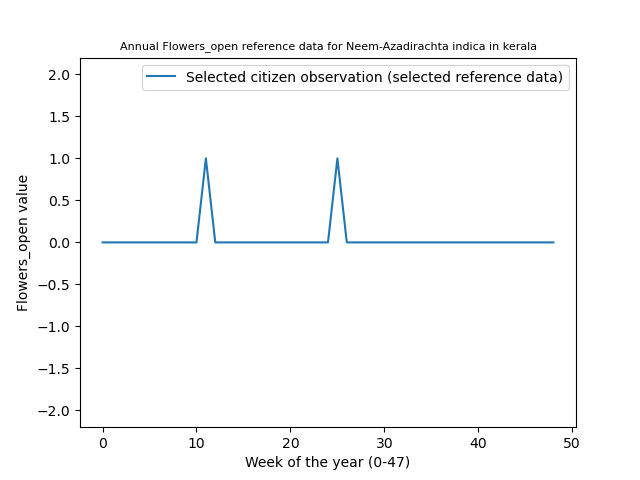 Annual Flowers_open reference data for Neem-Azadirachta indica in kerala
Selected citizen observation (selected reference data)
2.0
1.5
1.0
0.5
0.0
−0.5
−1.0
−1.5
−2.0
Flowers_open value
0 10 20 30 40 50
Week of the year (0-47)